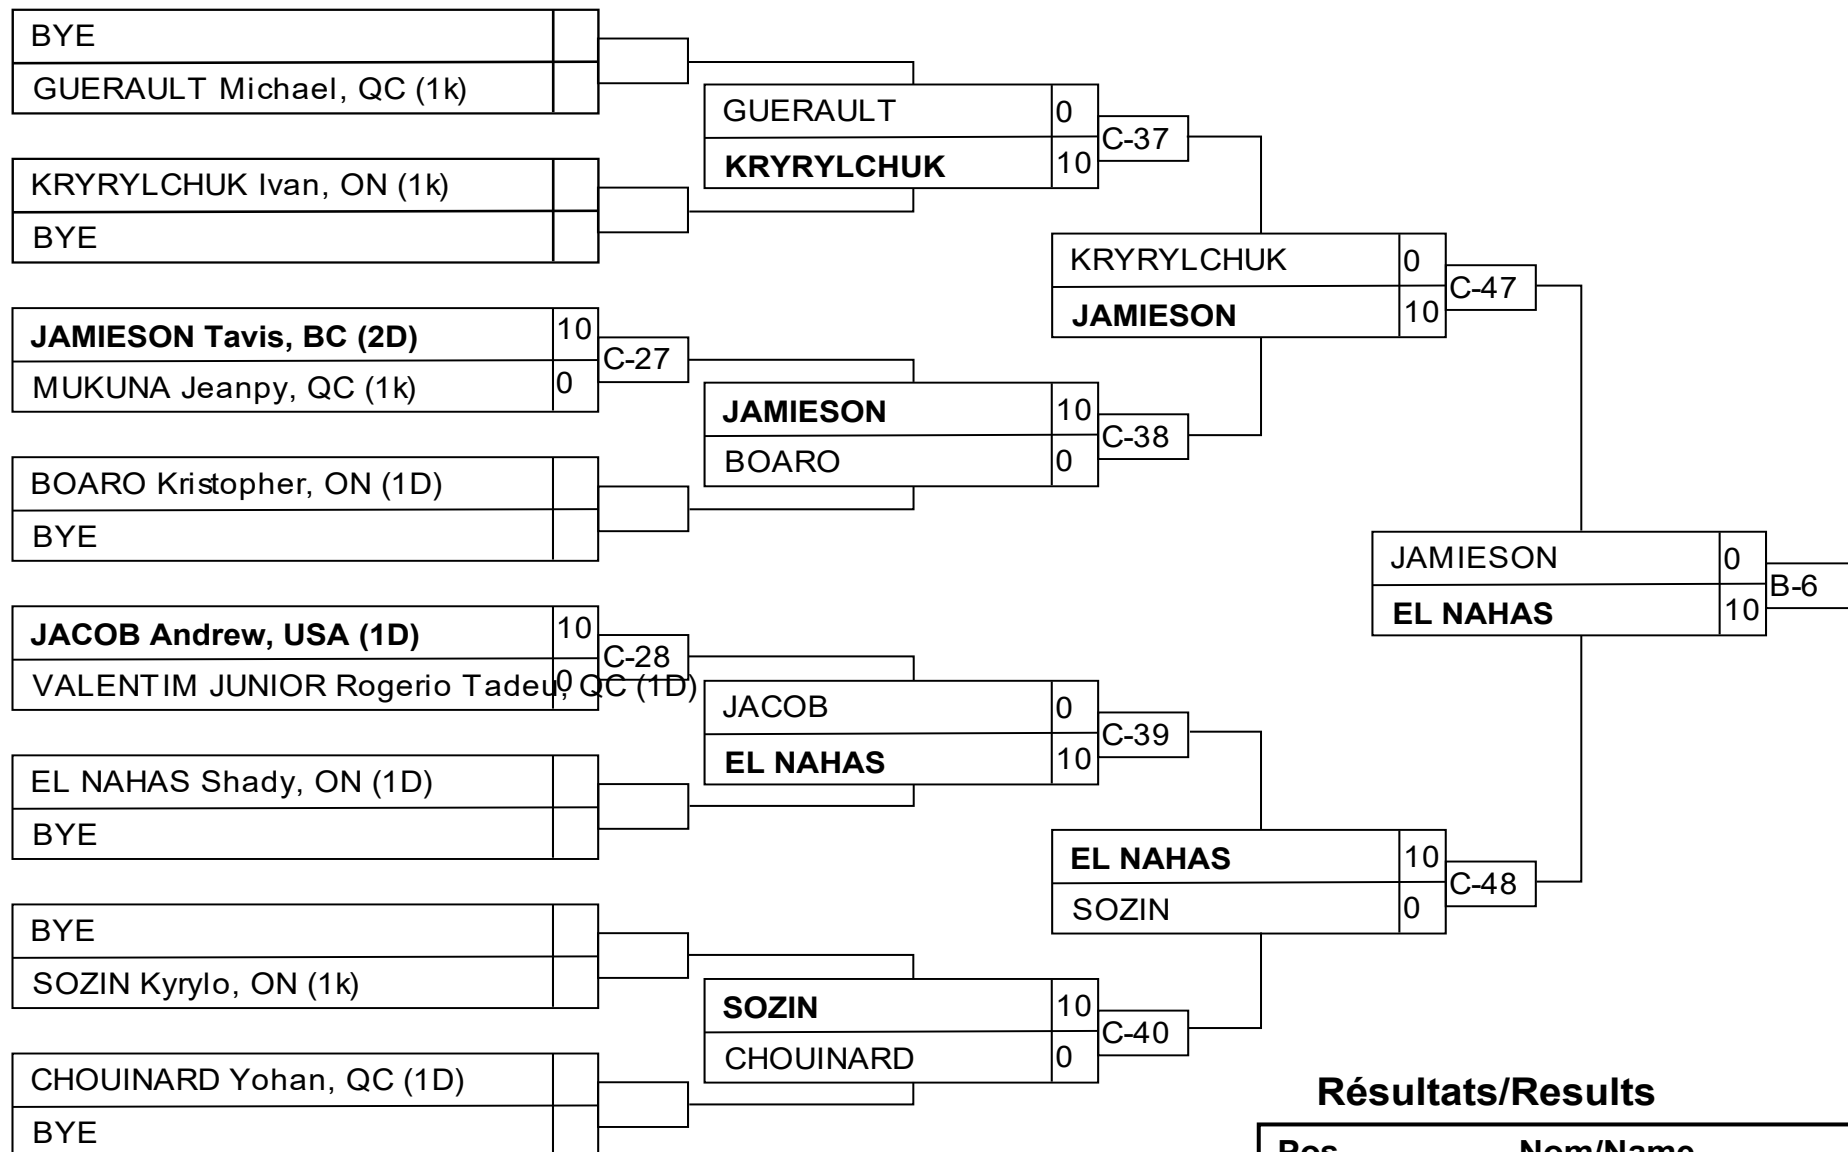 BYE
GUERAULT Michael, QC (1k)
KRYRYLCHUK Ivan, ON (1k)
BYE
JAMIESON Tavis, BC (2D) 10
MUKUNA Jeanpy, QC (1k) 0
C-27
BOARO Kristopher, ON (1D)
BYE
JACOB Andrew, USA (1D) 10
VALENTIM JUNIOR Rogerio Tadeu, QC (1D) 0
C-28
EL NAHAS Shady, ON (1D)
BYE
BYE
SOZIN Kyrylo, ON (1k)
CHOUINARD Yohan, QC (1D)
BYE
GUERAULT 0
KRYRYLCHUK 10
C-37
JAMIESON 10
BOARO 0
C-38
JACOB 0
EL NAHAS 10
C-39
SOZIN 10
CHOUINARD 0
C-40
KRYRYLCHUK 0
JAMIESON 10
C-47
EL NAHAS 10
SOZIN 0
C-48
JAMIESON 0
EL NAHAS 10
B-6
Résultats/Results
Pos Nom/Name